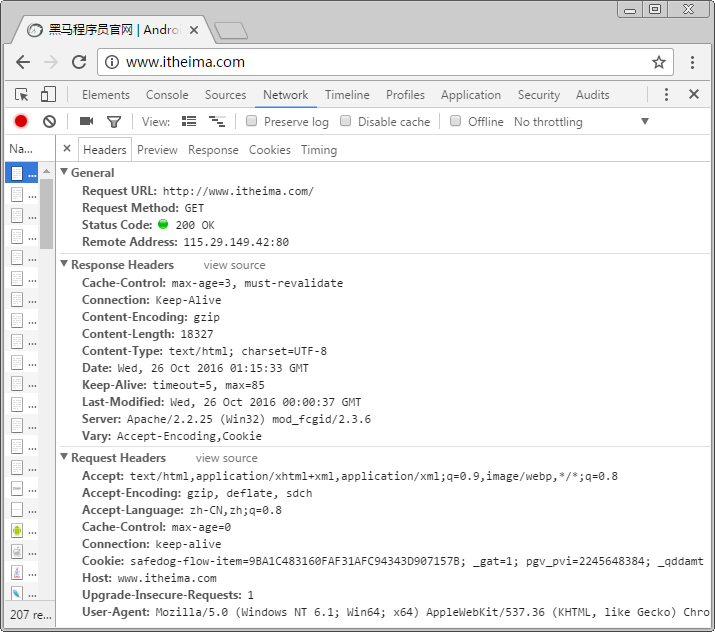 黑马程序员官网 | Andro
www.itheima.com
Elements Console Sources Network Timeline Profiles Application Security Audits
View: Preserve log Disable cache Offline No throttling
Na... Headers Preview Response Cookies Timing
General
Request URL: http://www.itheima.com/
Request Method: GET
Status Code: 200 OK
Remote Address: 115.29.149.42:80
Response Headers view source
Cache-Control: max-age=3, must-revalidate
Connection: Keep-Alive
Content-Encoding: gzip
Content-Length: 18327
Content-Type: text/html; charset=UTF-8
Date: Wed, 26 Oct 2016 01:15:33 GMT
Keep-Alive: timeout=5, max=85
Last-Modified: Wed, 26 Oct 2016 00:00:37 GMT
Server: Apache/2.2.25 (Win32) mod_fcgid/2.3.6
Vary: Accept-Encoding,Cookie
Request Headers view source
Accept: text/html,application/xhtml+xml,application/xml;q=0.9,image/webp,*/*;q=0.8
Accept-Encoding: gzip, deflate, sdch
Accept-Language: zh-CN,zh;q=0.8
Cache-Control: max-age=0
Connection: keep-alive
Cookie: safedog-flow-item=9BA1C483160FAF31AFC94343D907157B; _gat=1; pgv_pvi=2245648384; _qddamt
Host: www.itheima.com
Upgrade-Insecure-Requests: 1
User-Agent: Mozilla/5.0 (Windows NT 6.1; Win64; x64) AppleWebKit/537.36 (KHTML, like Gecko) Chro
207 re...